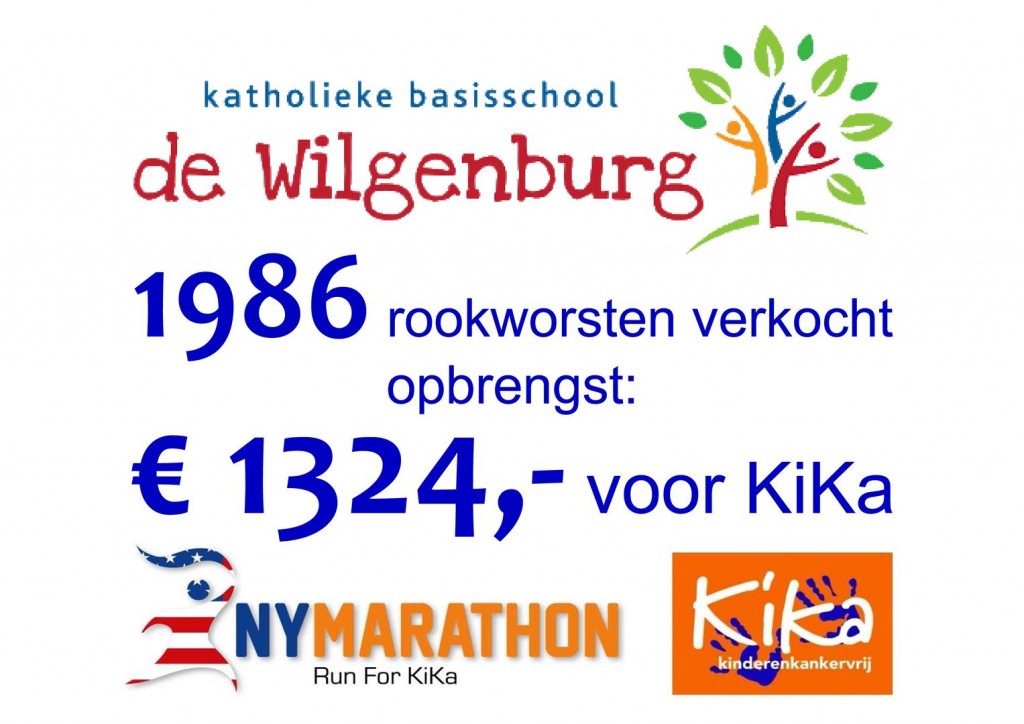 katholieke basisschool
de Wilgenburg
1986 rookworsten verkocht
opbrengst:
€ 1324,- voor KiKa
NYMARATHON
Run For KiKa
KiKa
kinderenkankervrij